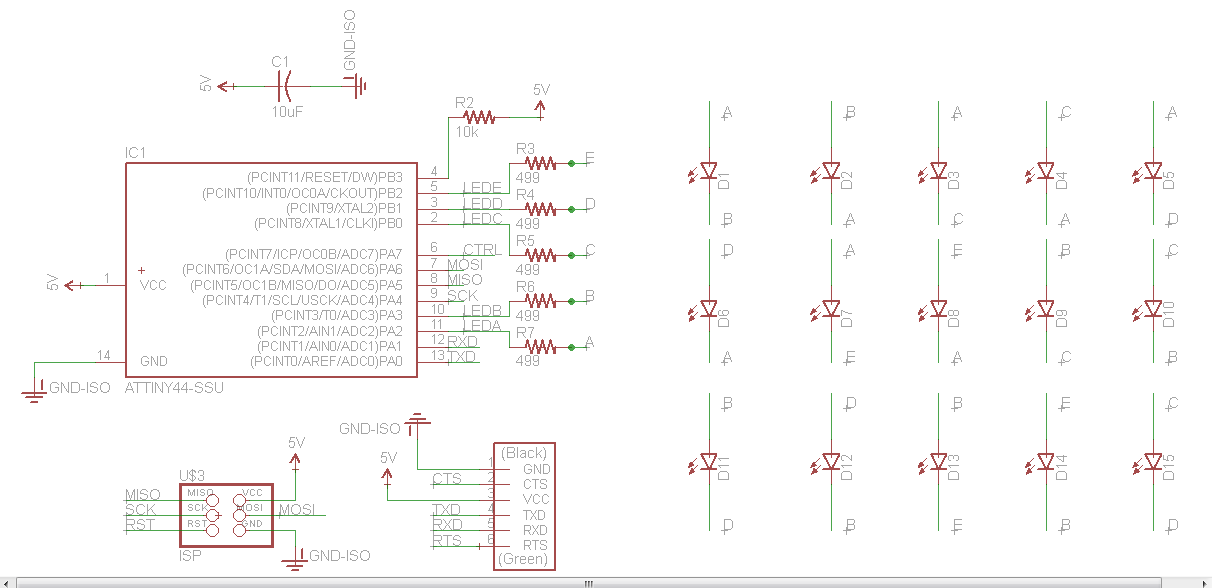 GND-ISO
C1
5V
10uF
5V
R2
10k
IC1
(PCINT11/RESET/DW)PB3
4
(PCINT10/INT0/OC0A/CKOUT)PB2
5
LEDE
(PCINT9/XTAL2)PB1
3
LEDD
(PCINT8/XTAL1/CLKI)PB0
2
LEDC
(PCINT7/ICP/OC0B/ADC7)PA7
6
CTRL
(PCINT6/OC1A/SDA/MOSI/ADC6)PA6
7
MOSI
(PCINT5/OC1B/MISO/DO/ADC5)PA5
8
MISO
(PCINT4/T1/SCL/USCK/ADC4)PA4
9
SCK
(PCINT3/T0/ADC3)PA3
10
LEDB
(PCINT2/AIN1/ADC2)PA2
11
LEDA
(PCINT1/AIN0/ADC1)PA1
12
RXD
(PCINT0/AREF/ADC0)PA0
13
TXD
5V
1
VCC
14
GND
GND-ISO
ATTINY44-SSU
R3
499
E
R4
499
D
R5
499
C
R6
499
B
R7
499
A
A B A C A
D1 D2 D3 D4 D5
B A C A D
D A E B C
D6 D7 D8 D9 D10
A E A C B
B D B E C
D11 D12 D13 D14 D15
D B E B D
U$3
5V
MISO
SCK
RST
MISO
SCK
RST
VCC
MOSI
GND
MOSI
GND-ISO
ISP
GND-ISO
5V
(Black)
1 GND
CTS 2 CTS
3 VCC
TXD 4 TXD
RXD 5 RXD
RTS 6 RTS
(Green)